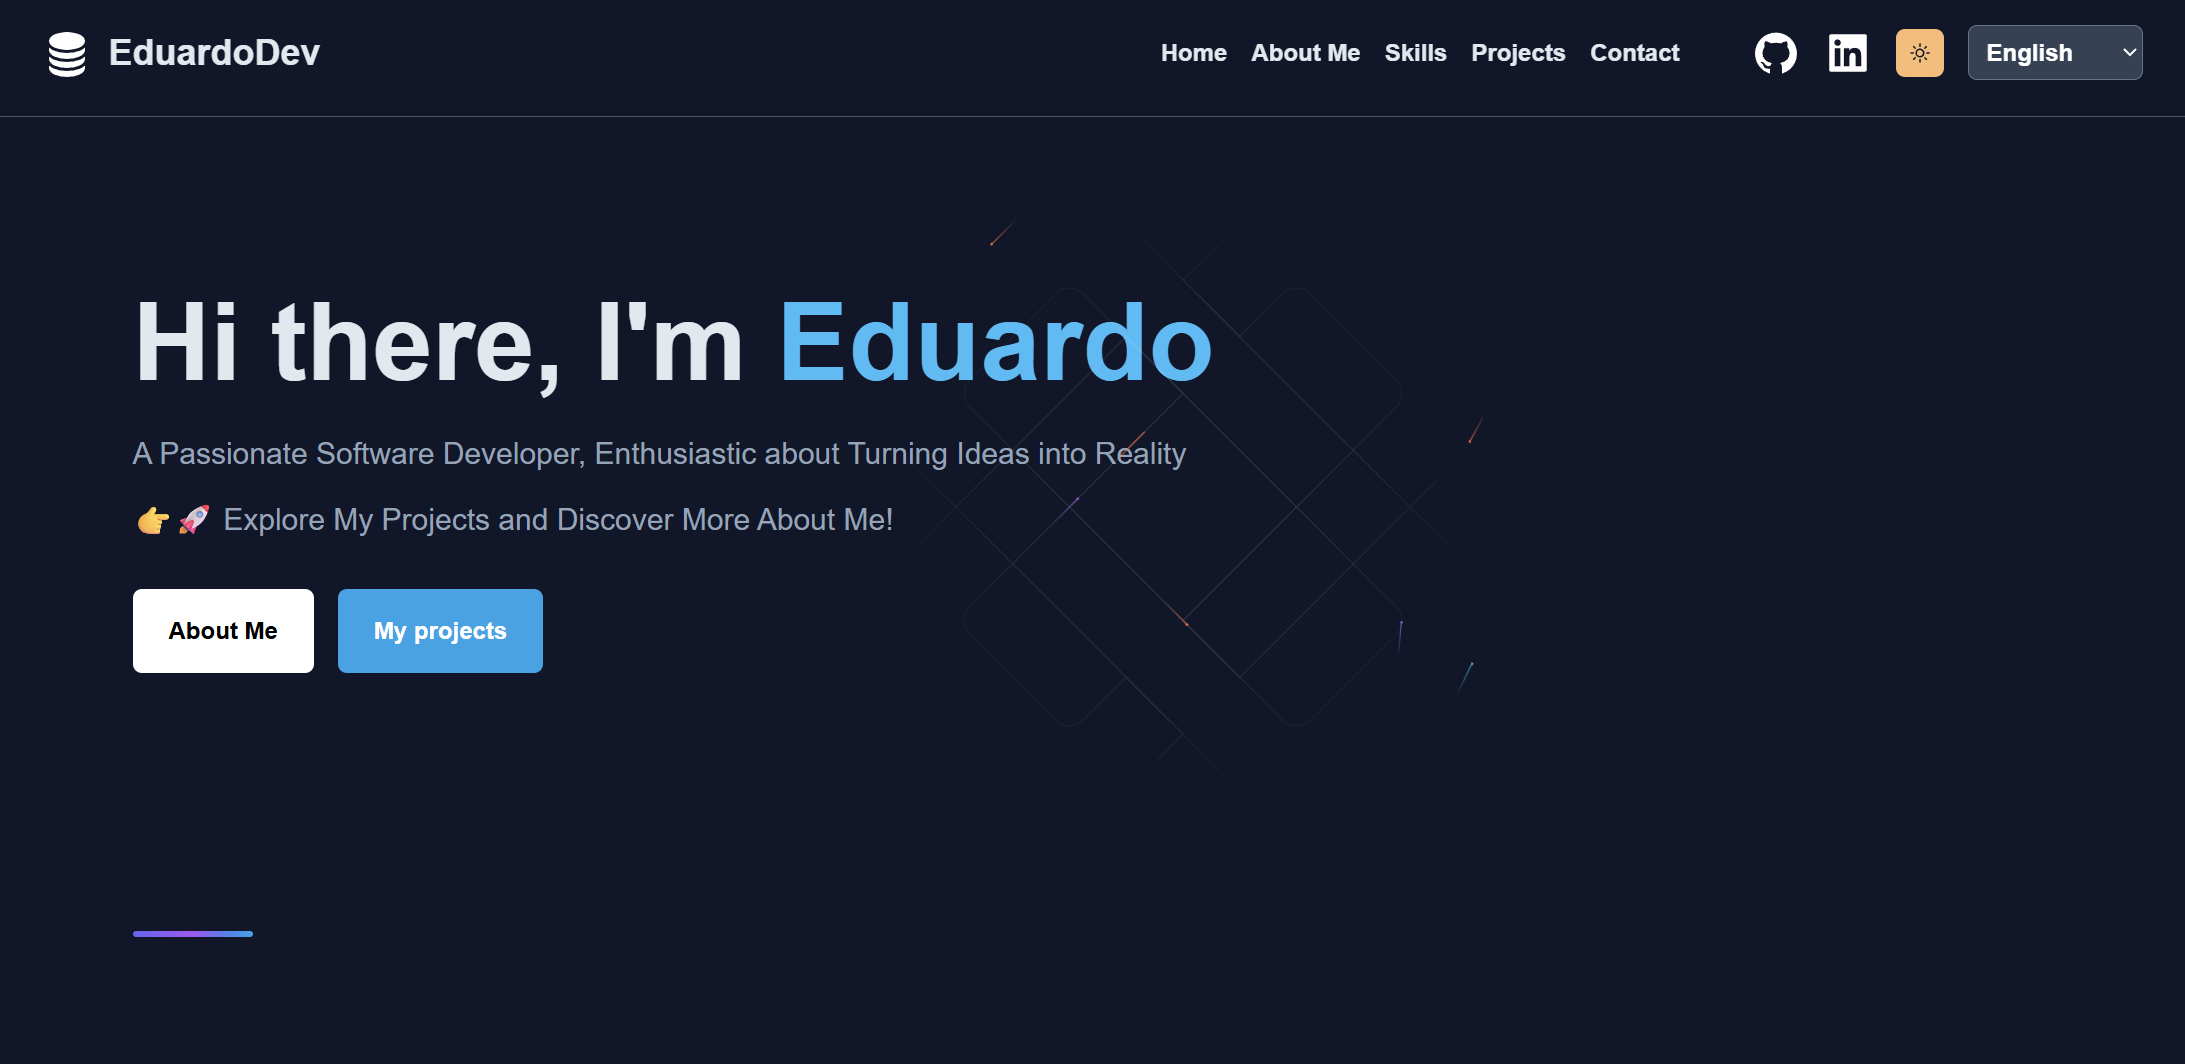 EduardoDev
Home About Me Skills Projects Contact
English
Hi there, I'm Eduardo
A Passionate Software Developer, Enthusiastic about Turning Ideas into Reality
👉🚀 Explore My Projects and Discover More About Me!
About Me
My projects